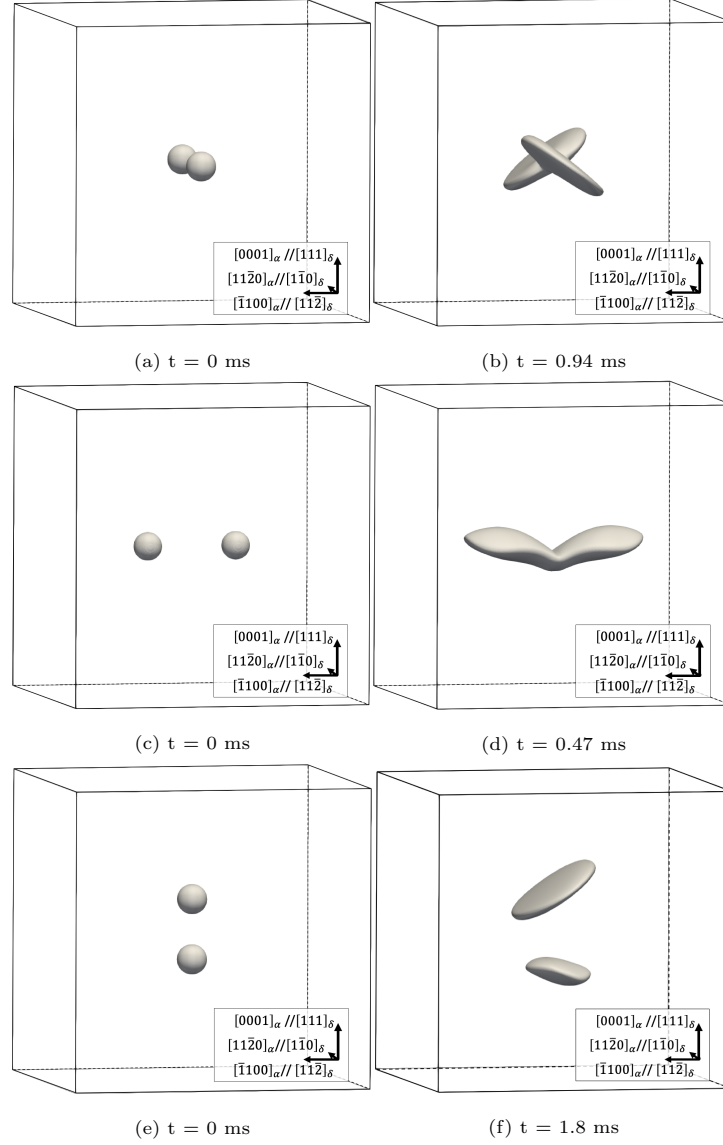 [0001]α //[111]δ
[112̅0]α//[11̅0]δ
[1̅100]α// [112̅]δ
[0001]α //[111]δ
[112̅0]α//[11̅0]δ
[1̅100]α// [112̅]δ
(a) t = 0 ms
(b) t = 0.94 ms
[0001]α //[111]δ
[112̅0]α//[11̅0]δ
[1̅100]α// [112̅]δ
[0001]α //[111]δ
[112̅0]α//[11̅0]δ
[1̅100]α// [112̅]δ
(c) t = 0 ms
(d) t = 0.47 ms
[0001]α //[111]δ
[112̅0]α//[11̅0]δ
[1̅100]α// [112̅]δ
[0001]α //[111]δ
[112̅0]α//[11̅0]δ
[1̅100]α// [112̅]δ
(e) t = 0 ms
(f) t = 1.8 ms